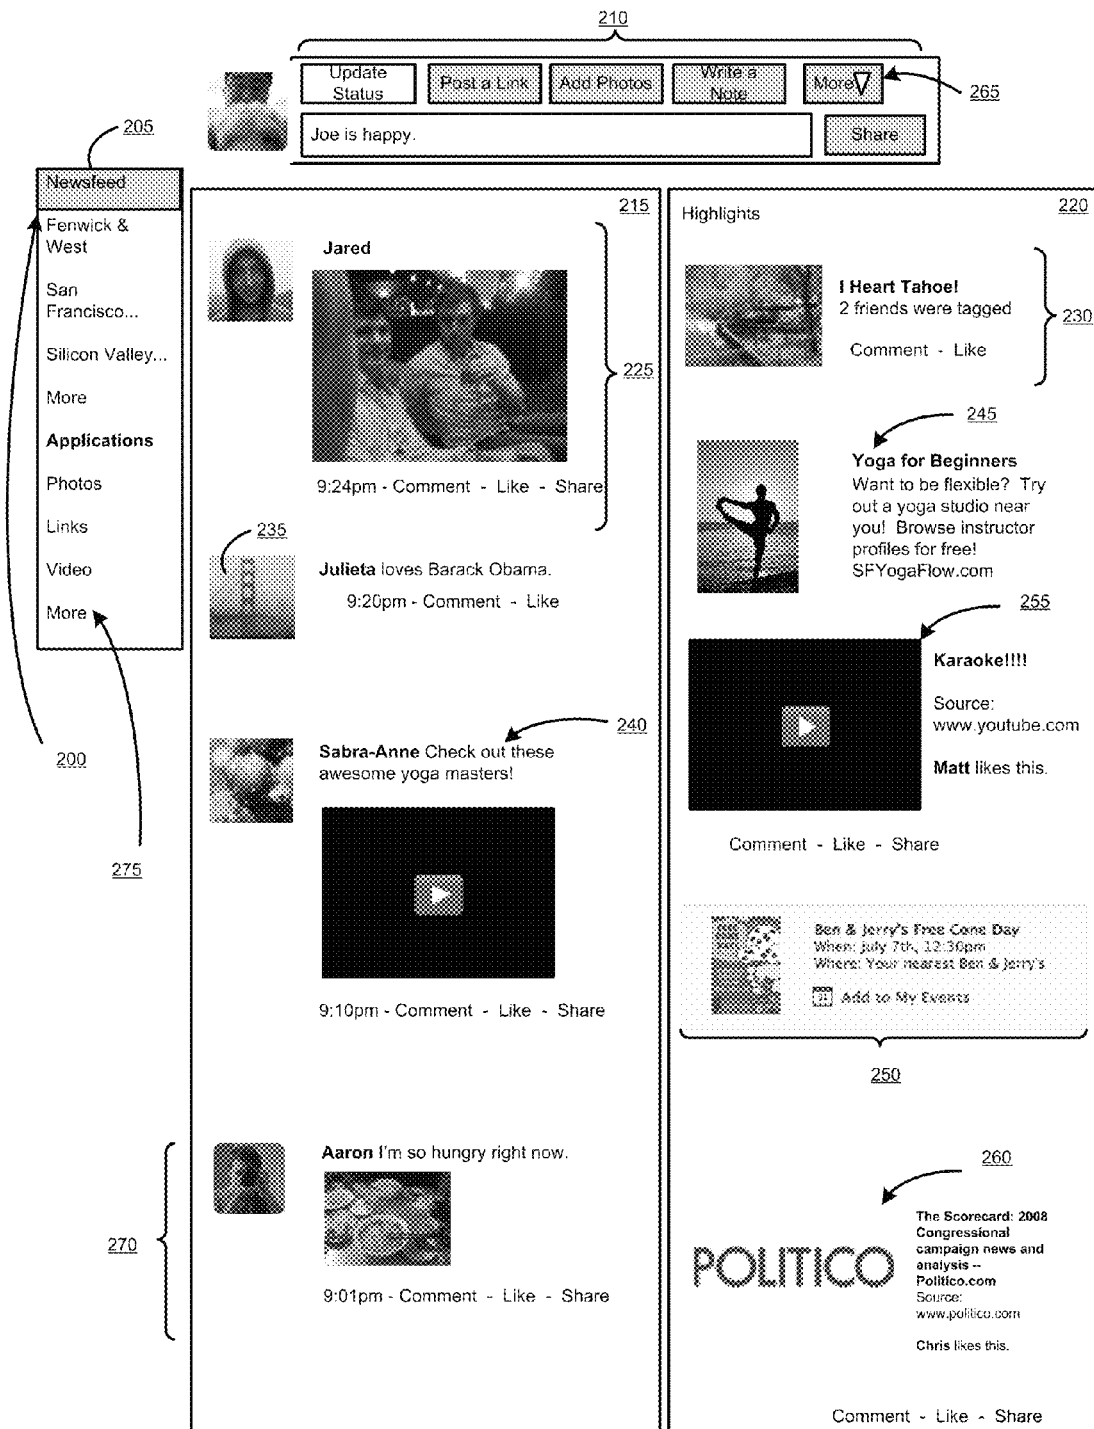 210
Update
Status
Post a Link
Add Photos
Write a
Note
More
265
Joe is happy.
Share
205
Newsfeed
Fenwick &
West
San
Francisco...
Silicon Valley...
More
Applications
Photos
Links
Video
More
200
275
215
Jared
225
9:24pm - Comment - Like - Share
235
Julieta loves Barack Obama.
9:20pm - Comment - Like
240
Sabra-Anne Check out these
awesome yoga masters!
9:10pm - Comment - Like - Share
270
Aaron I'm so hungry right now.
9:01pm - Comment - Like - Share
220
Highlights
I Heart Tahoe!
2 friends were tagged
Comment - Like
230
245
Yoga for Beginners
Want to be flexible? Try
out a yoga studio near
you! Browse instructor
profiles for free!
SFYogaFlow.com
255
Karaoke!!!!
Source:
www.youtube.com
Matt likes this.
Comment - Like - Share
Ben & Jerry's Free Cone Day
When: July 7th, 12:30pm
Where: Your nearest Ben & Jerry's
31 Add to My Events
250
260
POLITICO
The Scorecard: 2008
Congressional
campaign news and
analysis --
Politico.com
Source:
www.politico.com
Chris likes this.
Comment - Like - Share